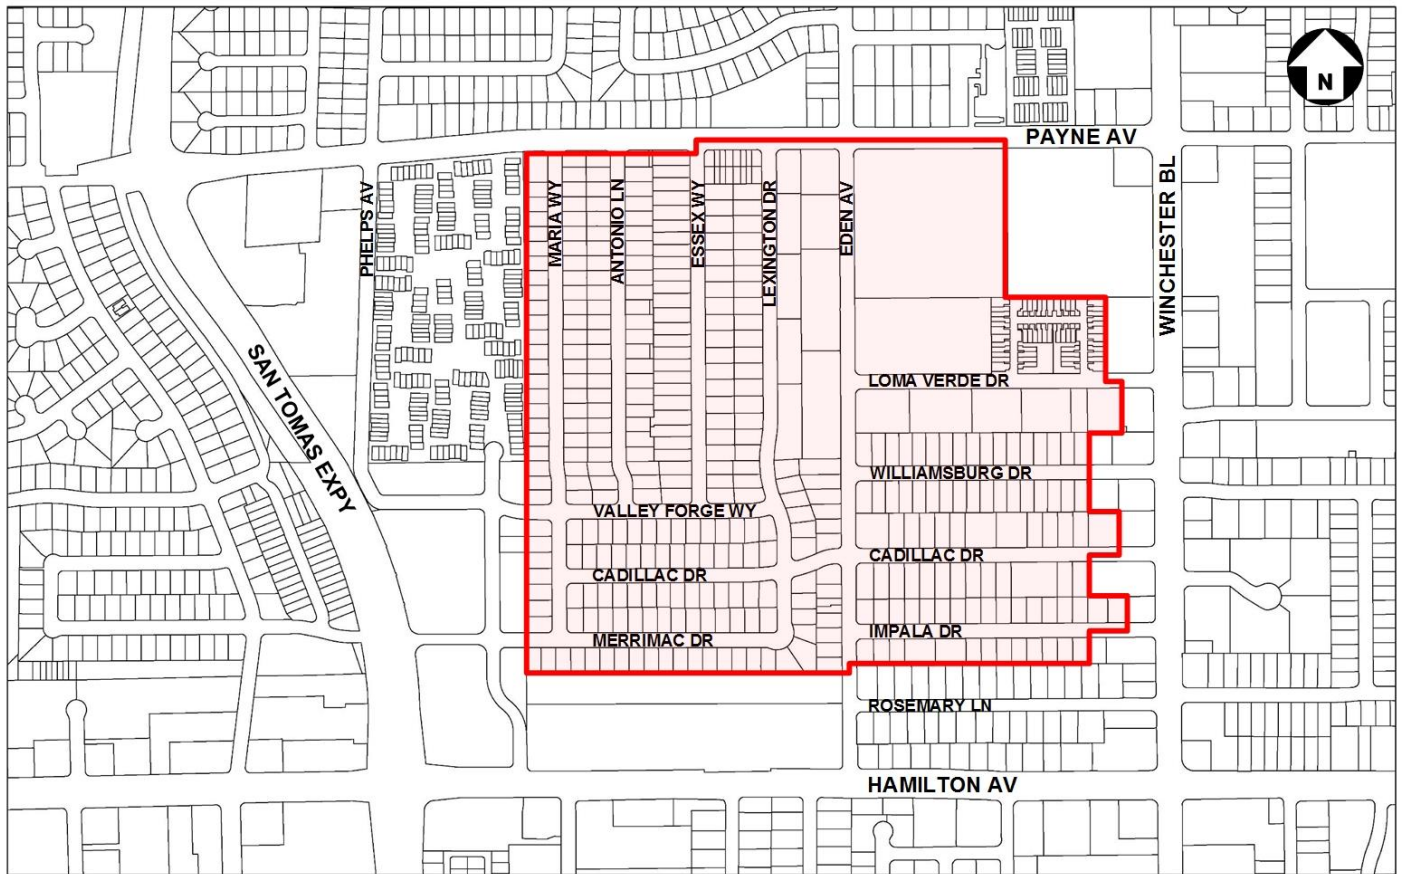 N
PAYNE AV
WINCHESTER BL
PHELPS AV
MARIA WY
ANTONIO LN
ESSEX WY
LEXINGTON DR
EDEN AV
SAN TOMAS EXPY
LOMA VERDE DR
WILLIAMSBURG DR
VALLEY FORGE WY
CADILLAC DR
CADILLAC DR
IMPALA DR
MERRIMAC DR
ROSEMARY LN
HAMILTON AV